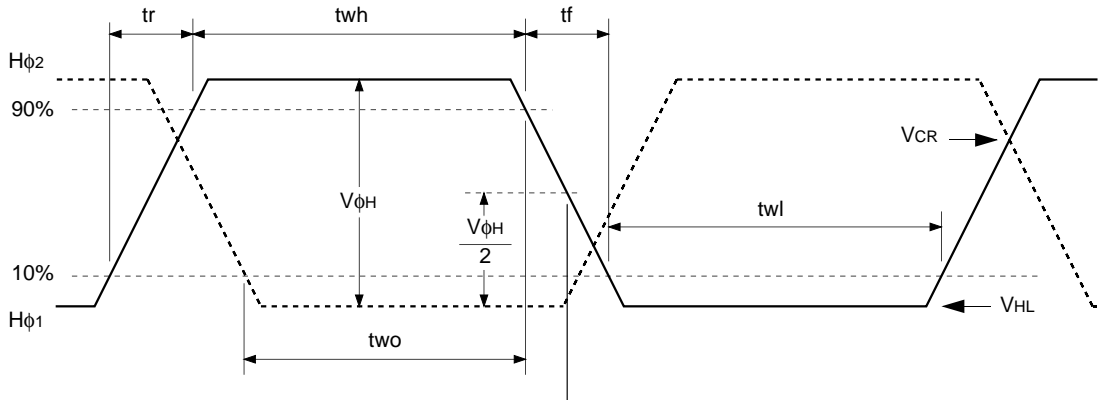 tr twh tf
Hϕ2
90%
VCR
VϕH
twl
VϕH
2
10%
Hϕ1
VHL
two